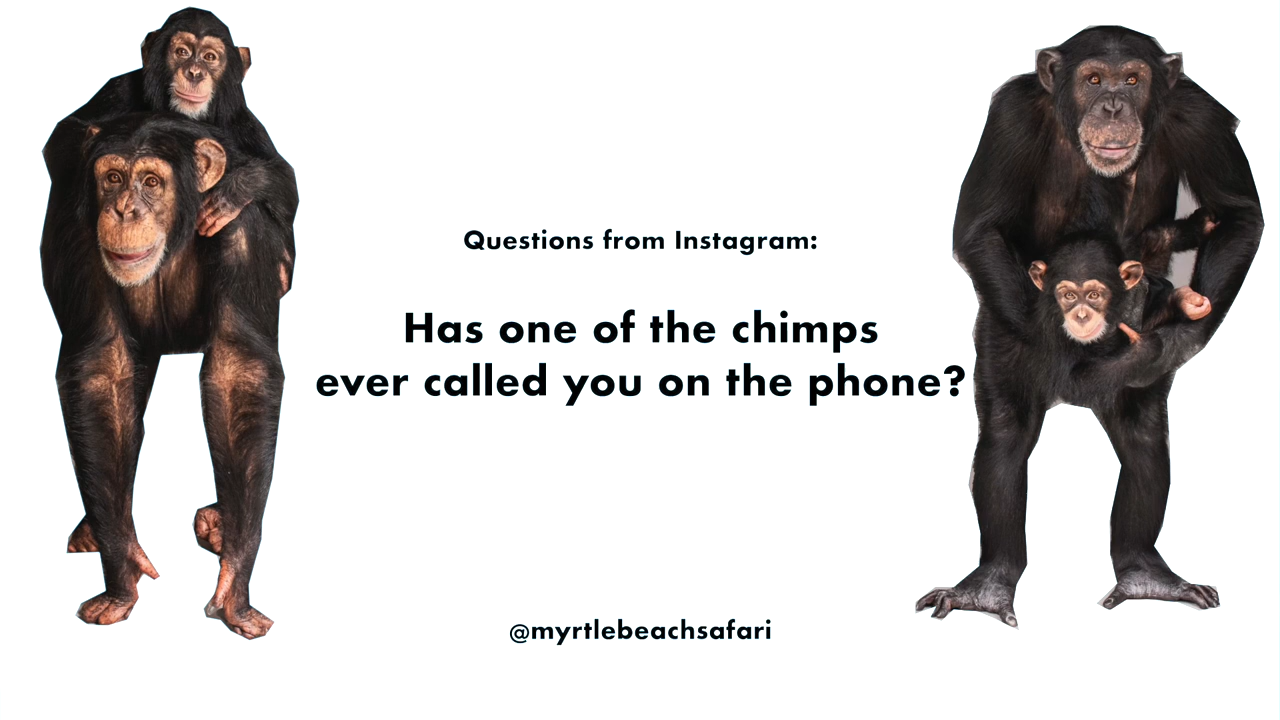 Questions from Instagram:
Has one of the chimps
ever called you on the phone?
@myrtlebeachsafari